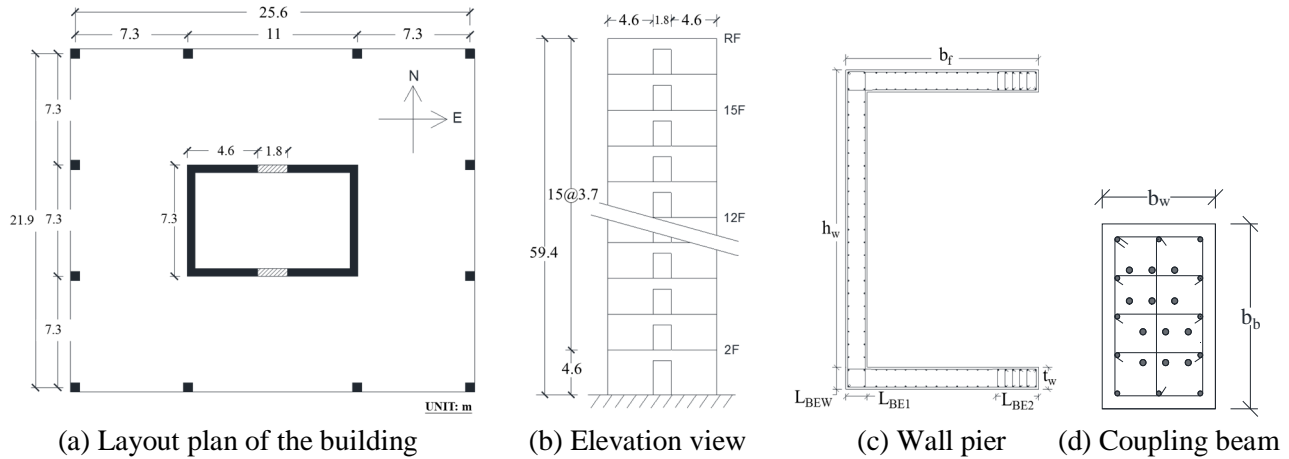 25.6
7.3
11
7.3
N
E
7.3
4.6
1.8
21.9
7.3
7.3
7.3
UNIT: m
(a) Layout plan of the building
4.6
1.8
4.6
RF
15F
15@3.7
12F
59.4
2F
4.6
(b) Elevation view
b_f
h_w
t_w
L_BEW
L_BE1
L_BE2
(c) Wall pier
b_w
b_b
(d) Coupling beam